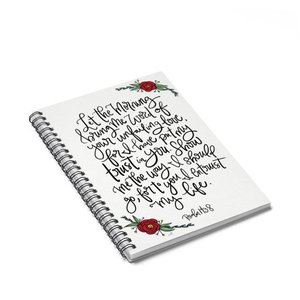 Let the Morning
bring me word of
your unfailing love,
for I have put my
trust in you. Show
me the way I should
go, for to you I entrust
my life.
Psalm 143:8